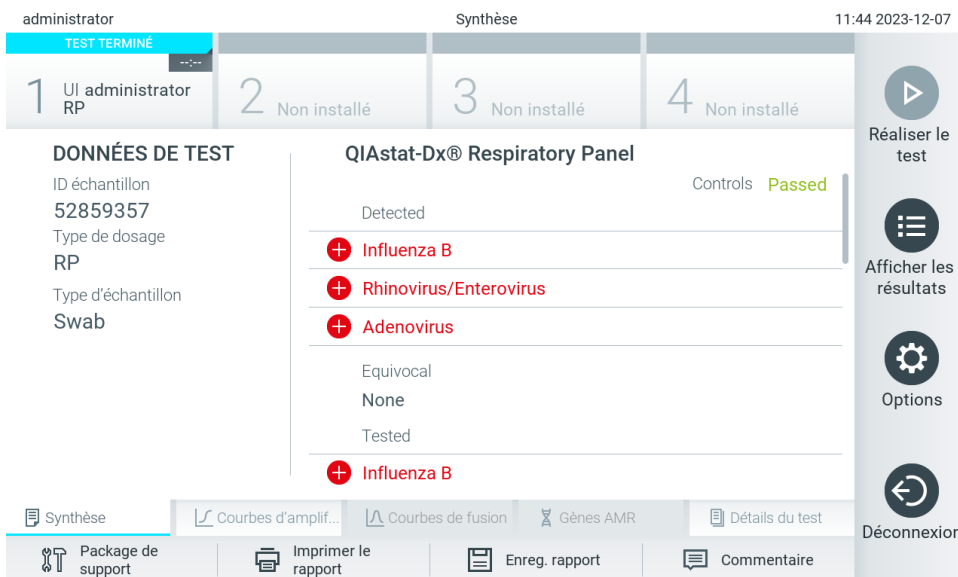 administrator
Synthèse
11:44 2023-12-07
TEST TERMINÉ
--:--
1 UI administrator
RP
2 Non installé
3 Non installé
4 Non installé
Réaliser le
test
DONNÉES DE TEST
ID échantillon
52859357
Type de dosage
RP
Type d'échantillon
Swab
QIAstat-Dx® Respiratory Panel
Controls Passed
Detected
Influenza B
Rhinovirus/Enterovirus
Adenovirus
Equivocal
None
Tested
Influenza B
Afficher les
résultats
Options
Déconnexion
Synthèse
Courbes d'amplif...
Courbes de fusion
Gènes AMR
Détails du test
Package de
support
Imprimer le
rapport
Enreg. rapport
Commentaire